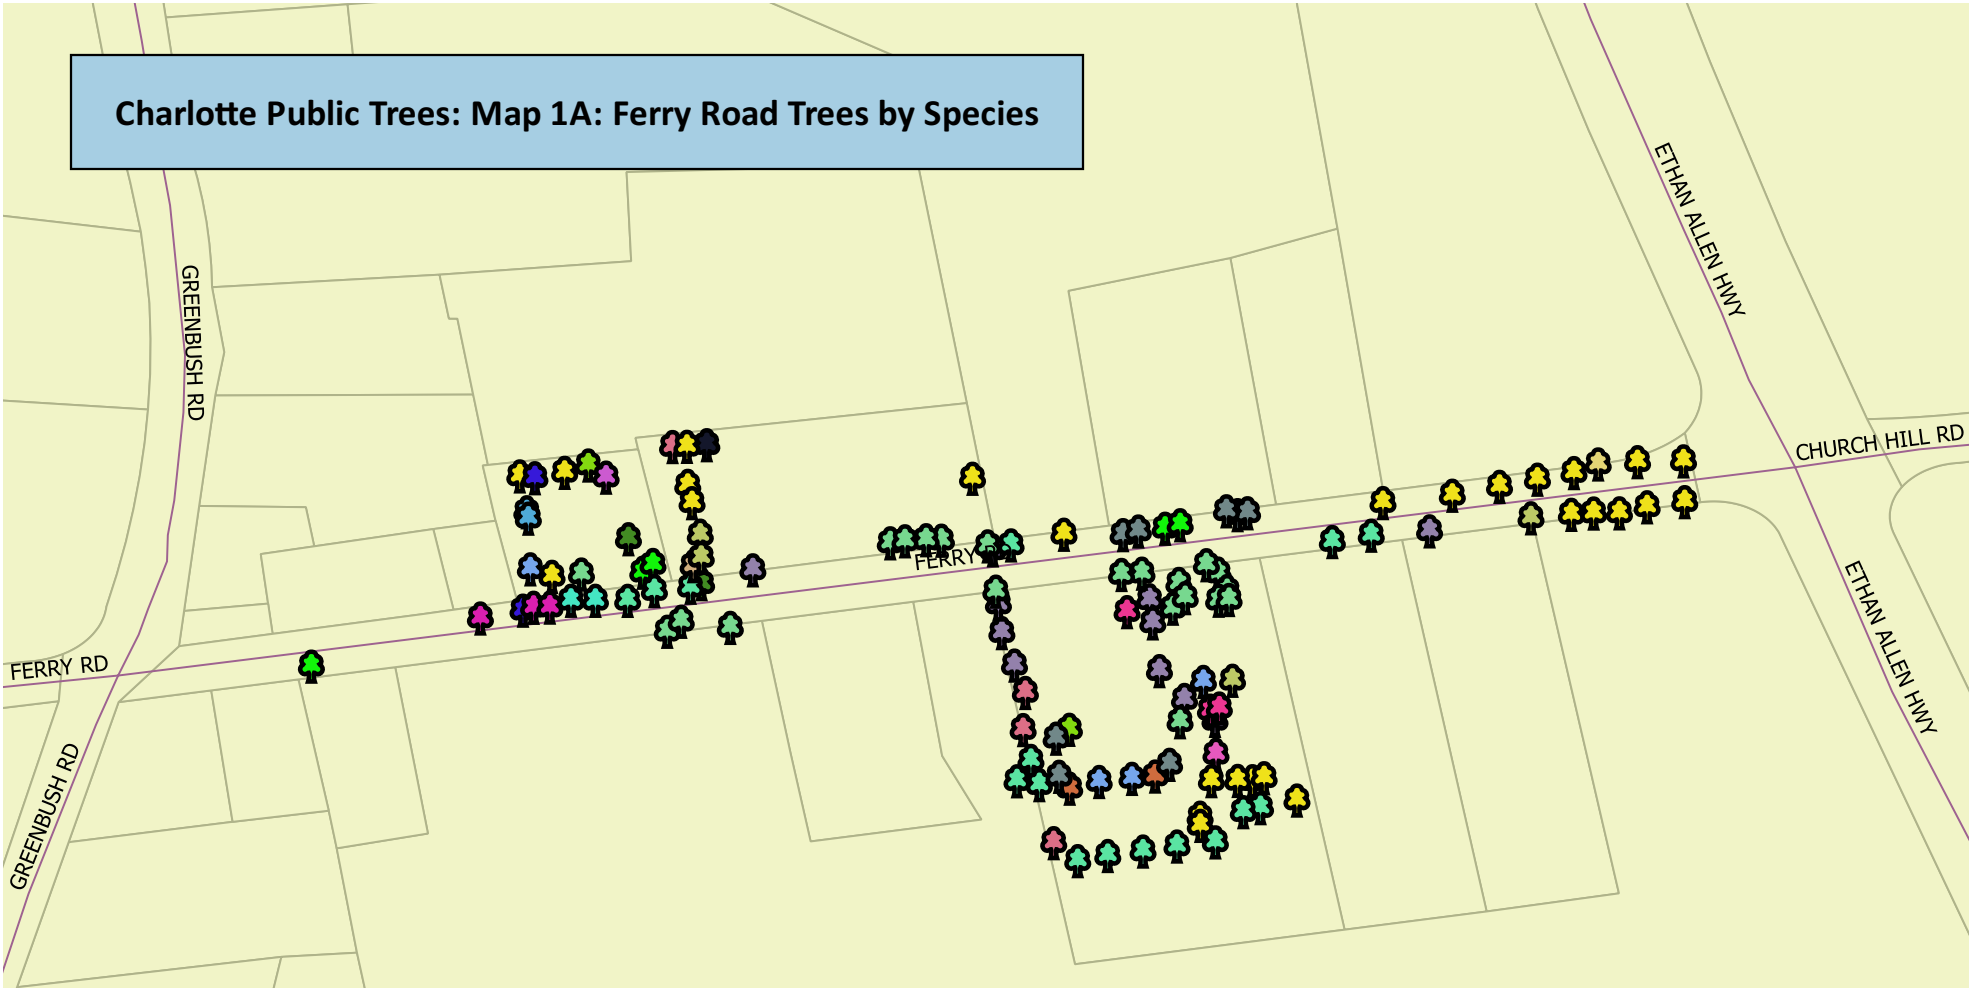 Charlotte Public Trees: Map 1A: Ferry Road Trees by Species
ETHAN ALLEN HWY
GREENBUSH RD
CHURCH HILL RD
FERRY
FERRY RD
ETHAN ALLEN HWY
GREENBUSH RD